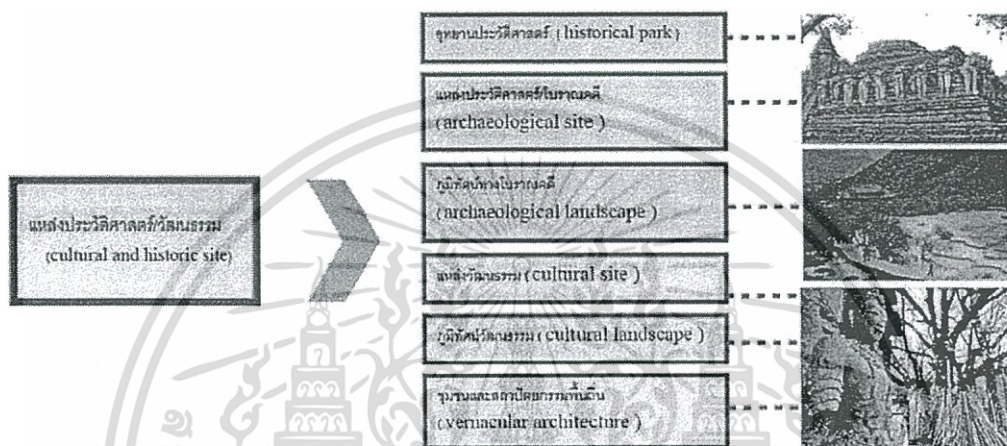 อุทยานประวัติศาสตร์ ( historical park )
แหล่งประวัติศาสตร์/โบราณคดี
( archaeological site )
ภูมิทัศน์ทางโบราณคดี
( archaeological landscape )
แหล่งประวัติศาสตร์/วัฒนธรรม
(cultural and historic site)
แหล่งวัฒนธรรม ( cultural site )
ภูมิทัศน์วัฒนธรรม ( cultural landscape )
ชุมชนและสถาปัตยกรรมพื้นถิ่น
( vernacular architecture )